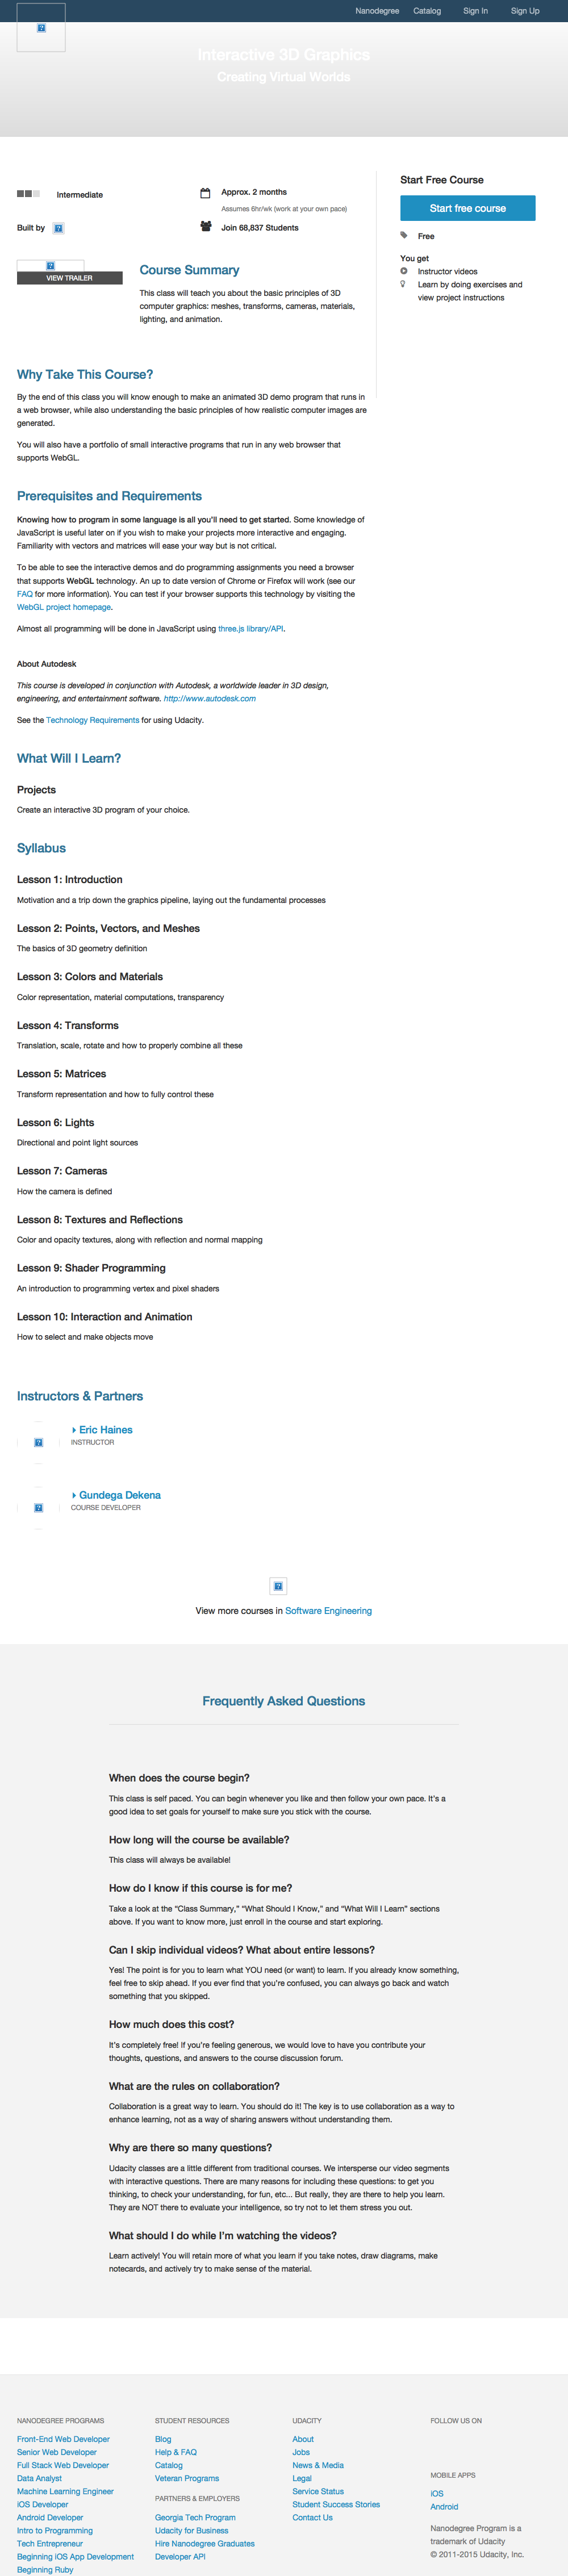 Nanodegree Catalog Sign In Sign Up
Interactive 3D Graphics
Creating Virtual Worlds
Intermediate
Approx. 2 months
Assumes 6hr/wk (work at your own pace)
Built by
Join 68,837 Students
VIEW TRAILER
Course Summary
This class will teach you about the basic principles of 3D
computer graphics: meshes, transforms, cameras, materials,
lighting, and animation.
Start Free Course
Start free course
Free
You get
Instructor videos
Learn by doing exercises and
view project instructions
Why Take This Course?
By the end of this class you will know enough to make an animated 3D demo program that runs in
a web browser, while also understanding the basic principles of how realistic computer images are
generated.
You will also have a portfolio of small interactive programs that run in any web browser that
supports WebGL.
Prerequisites and Requirements
Knowing how to program in some language is all you'll need to get started. Some knowledge of
JavaScript is useful later on if you wish to make your projects more interactive and engaging.
Familiarity with vectors and matrices will ease your way but is not critical.
To be able to see the interactive demos and do programming assignments you need a browser
that supports WebGL technology. An up to date version of Chrome or Firefox will work (see our
FAQ for more information). You can test if your browser supports this technology by visiting the
WebGL project homepage.
Almost all programming will be done in JavaScript using three.js library/API.
About Autodesk
This course is developed in conjunction with Autodesk, a worldwide leader in 3D design,
engineering, and entertainment software. http://www.autodesk.com
See the Technology Requirements for using Udacity.
What Will I Learn?
Projects
Create an interactive 3D program of your choice.
Syllabus
Lesson 1: Introduction
Motivation and a trip down the graphics pipeline, laying out the fundamental processes
Lesson 2: Points, Vectors, and Meshes
The basics of 3D geometry definition
Lesson 3: Colors and Materials
Color representation, material computations, transparency
Lesson 4: Transforms
Translation, scale, rotate and how to properly combine all these
Lesson 5: Matrices
Transform representation and how to fully control these
Lesson 6: Lights
Directional and point light sources
Lesson 7: Cameras
How the camera is defined
Lesson 8: Textures and Reflections
Color and opacity textures, along with reflection and normal mapping
Lesson 9: Shader Programming
An introduction to programming vertex and pixel shaders
Lesson 10: Interaction and Animation
How to select and make objects move
Instructors & Partners
Eric Haines
INSTRUCTOR
Gundega Dekena
COURSE DEVELOPER
View more courses in Software Engineering
Frequently Asked Questions
When does the course begin?
This class is self paced. You can begin whenever you like and then follow your own pace. It's a
good idea to set goals for yourself to make sure you stick with the course.
How long will the course be available?
This class will always be available!
How do I know if this course is for me?
Take a look at the “Class Summary,” “What Should I Know,” and “What Will I Learn” sections
above. If you want to know more, just enroll in the course and start exploring.
Can I skip individual videos? What about entire lessons?
Yes! The point is for you to learn what YOU need (or want) to learn. If you already know something,
feel free to skip ahead. If you ever find that you're confused, you can always go back and watch
something that you skipped.
How much does this cost?
It's completely free! If you're feeling generous, we would love to have you contribute your
thoughts, questions, and answers to the course discussion forum.
What are the rules on collaboration?
Collaboration is a great way to learn. You should do it! The key is to use collaboration as a way to
enhance learning, not as a way of sharing answers without understanding them.
Why are there so many questions?
Udacity classes are a little different from traditional courses. We intersperse our video segments
with interactive questions. There are many reasons for including these questions: to get you
thinking, to check your understanding, for fun, etc... But really, they are there to help you learn.
They are NOT there to evaluate your intelligence, so try not to let them stress you out.
What should I do while I'm watching the videos?
Learn actively! You will retain more of what you learn if you take notes, draw diagrams, make
notecards, and actively try to make sense of the material.
NANODEGREE PROGRAMS
Front-End Web Developer
Senior Web Developer
Full Stack Web Developer
Data Analyst
Machine Learning Engineer
iOS Developer
Android Developer
Intro to Programming
Tech Entrepreneur
Beginning iOS App Development
Beginning Ruby
STUDENT RESOURCES
Blog
Help & FAQ
Catalog
Veteran Programs
PARTNERS & EMPLOYERS
Georgia Tech Program
Udacity for Business
Hire Nanodegree Graduates
Developer API
UDACITY
About
Jobs
News & Media
Legal
Service Status
Student Success Stories
Contact Us
FOLLOW US ON
MOBILE APPS
iOS
Android
Nanodegree Program is a
trademark of Udacity
© 2011-2015 Udacity, Inc.